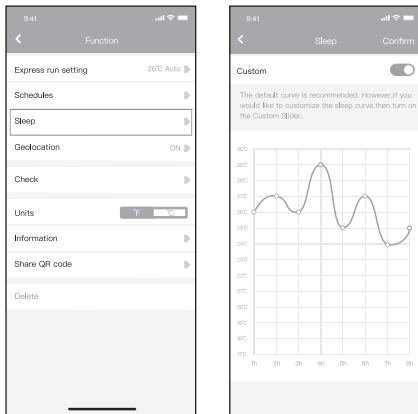 9:41
Function
Express run setting 26℃ Auto
Schedules
Sleep
Geolocation ON
Check
Units °F ℃
Information
Share QR code
Delete
9:41
Sleep Confirm
Custom
The default curve is recommended. However,if you
would like to customize the sleep curve.then turn on
the Custom Slider.
30℃
29℃
28℃
27℃
26℃
25℃
24℃
23℃
22℃
21℃
20℃
19℃
18℃
17℃
1h 2h 3h 4h 5h 6h 7h 8h